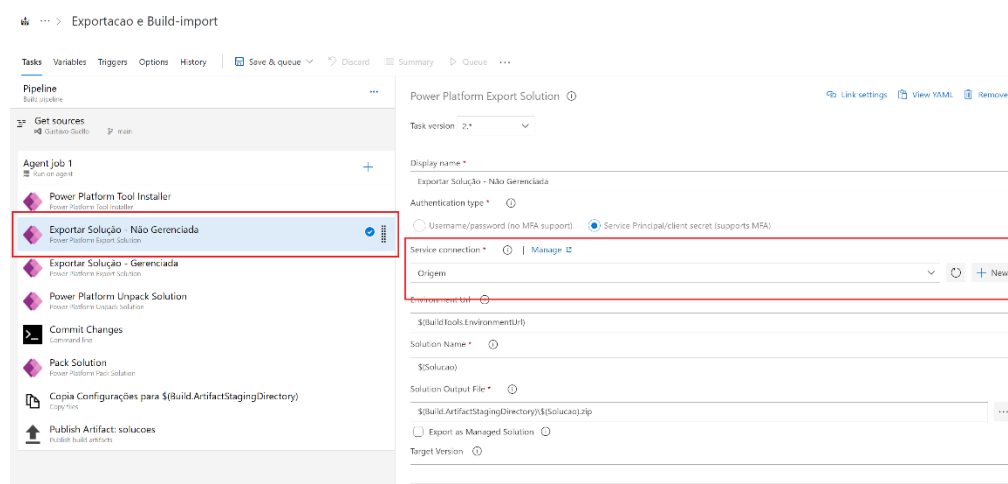 ··· > Exportacao e Build-import
Tasks Variables Triggers Options History Save & queue Discard Summary Queue ···
Pipeline
Build pipeline
···
Get sources
Gustavo Guollo main
Agent job 1
Run on agent
Power Platform Tool Installer
Power Platform Tool Installer
Exportar Solução - Não Gerenciada
Power Platform Export Solution
Exportar Solução - Gerenciada
Power Platform Export Solution
Power Platform Unpack Solution
Power Platform Unpack Solution
Commit Changes
Command line
Pack Solution
Power Platform Pack Solution
Copia Configurações para $(Build.ArtifactStagingDirectory)
Copy files
Publish Artifact: solucoes
Publish build artifacts
Power Platform Export Solution
Link settings View YAML Remove
Task version 2.*
Display name *
Exportar Solução - Não Gerenciada
Authentication type *
Username/password (no MFA support) Service Principal/client secret (supports MFA)
Service connection * | Manage
Origem
New
Environment Url
$(BuildTools.EnvironmentUrl)
Solution Name *
$(Solucao)
Solution Output File *
$(Build.ArtifactStagingDirectory)\$(Solucao).zip
···
Export as Managed Solution
Target Version